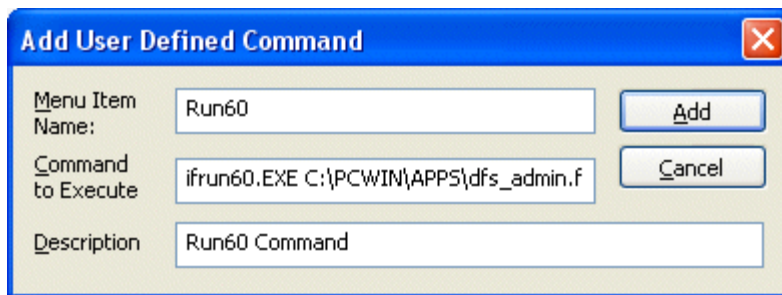 Add User Defined Command
Menu Item
Name:
Run60
Add
Command
to Execute
ifrun60.EXE C:\PCWIN\APPS\dfs_admin.f
Cancel
Description
Run60 Command